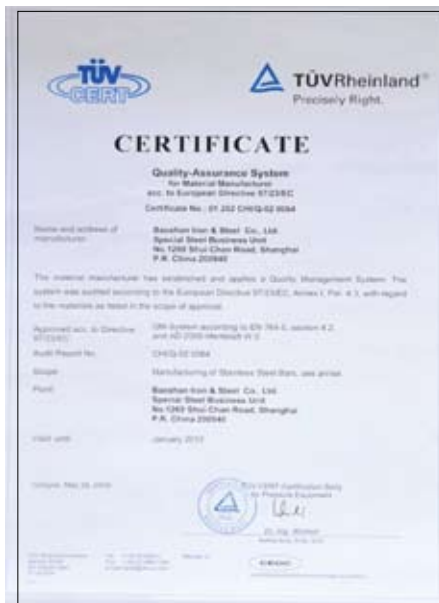 TÜV
CERT
TÜVRheinland®
Precisely Right.
CERTIFICATE
Quality-Assurance System
for Material Manufacturer
acc. to European Directive 97/23/EC
Certificate No.: 01 202 CHI/Q-02 0084
Name and address of manufacturer
Baoshan Iron & Steel Co., Ltd.
Special Steel Business Unit
No.1269 Shui Chan Road, Shanghai
P.R. China 200940
The material manufacturer has established and applies a Quality Management System. The
system was audited according to the European Directive 97/23/EC, Annex I, Par. 4.3, with regard
to the materials as listed in the scope of approval.
Approved acc. to Directive
97/23/EC
QM-System according to EN 764-5, section 4.2
and AD 2000-Merkblatt W 0
Audit Report No.
CHI/Q-02 0084
Scope
Manufacturing of Stainless Steel Bars, see annex
Plant
Baoshan Iron & Steel Co., Ltd.
Special Steel Business Unit
No.1269 Shui Chan Road, Shanghai
P.R. China 200940
Valid until
January 2013
TÜV CERT Certification Body
for Pressure Equipment